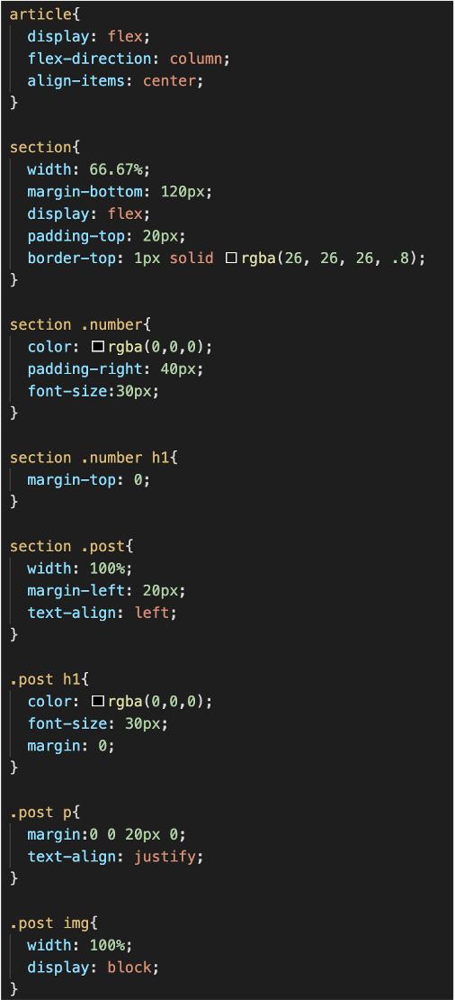 article{
display: flex;
flex-direction: column;
align-items: center;
}
section{
width: 66.67%;
margin-bottom: 120px;
display: flex;
padding-top: 20px;
border-top: 1px solid rgba(26, 26, 26, .8);
}
section .number{
color: rgba(0,0,0);
padding-right: 40px;
font-size:30px;
}
section .number h1{
margin-top: 0;
}
section .post{
width: 100%;
margin-left: 20px;
text-align: left;
}
.post h1{
color: rgba(0,0,0);
font-size: 30px;
margin: 0;
}
.post p{
margin:0 0 20px 0;
text-align: justify;
}
.post img{
width: 100%;
display: block;
}